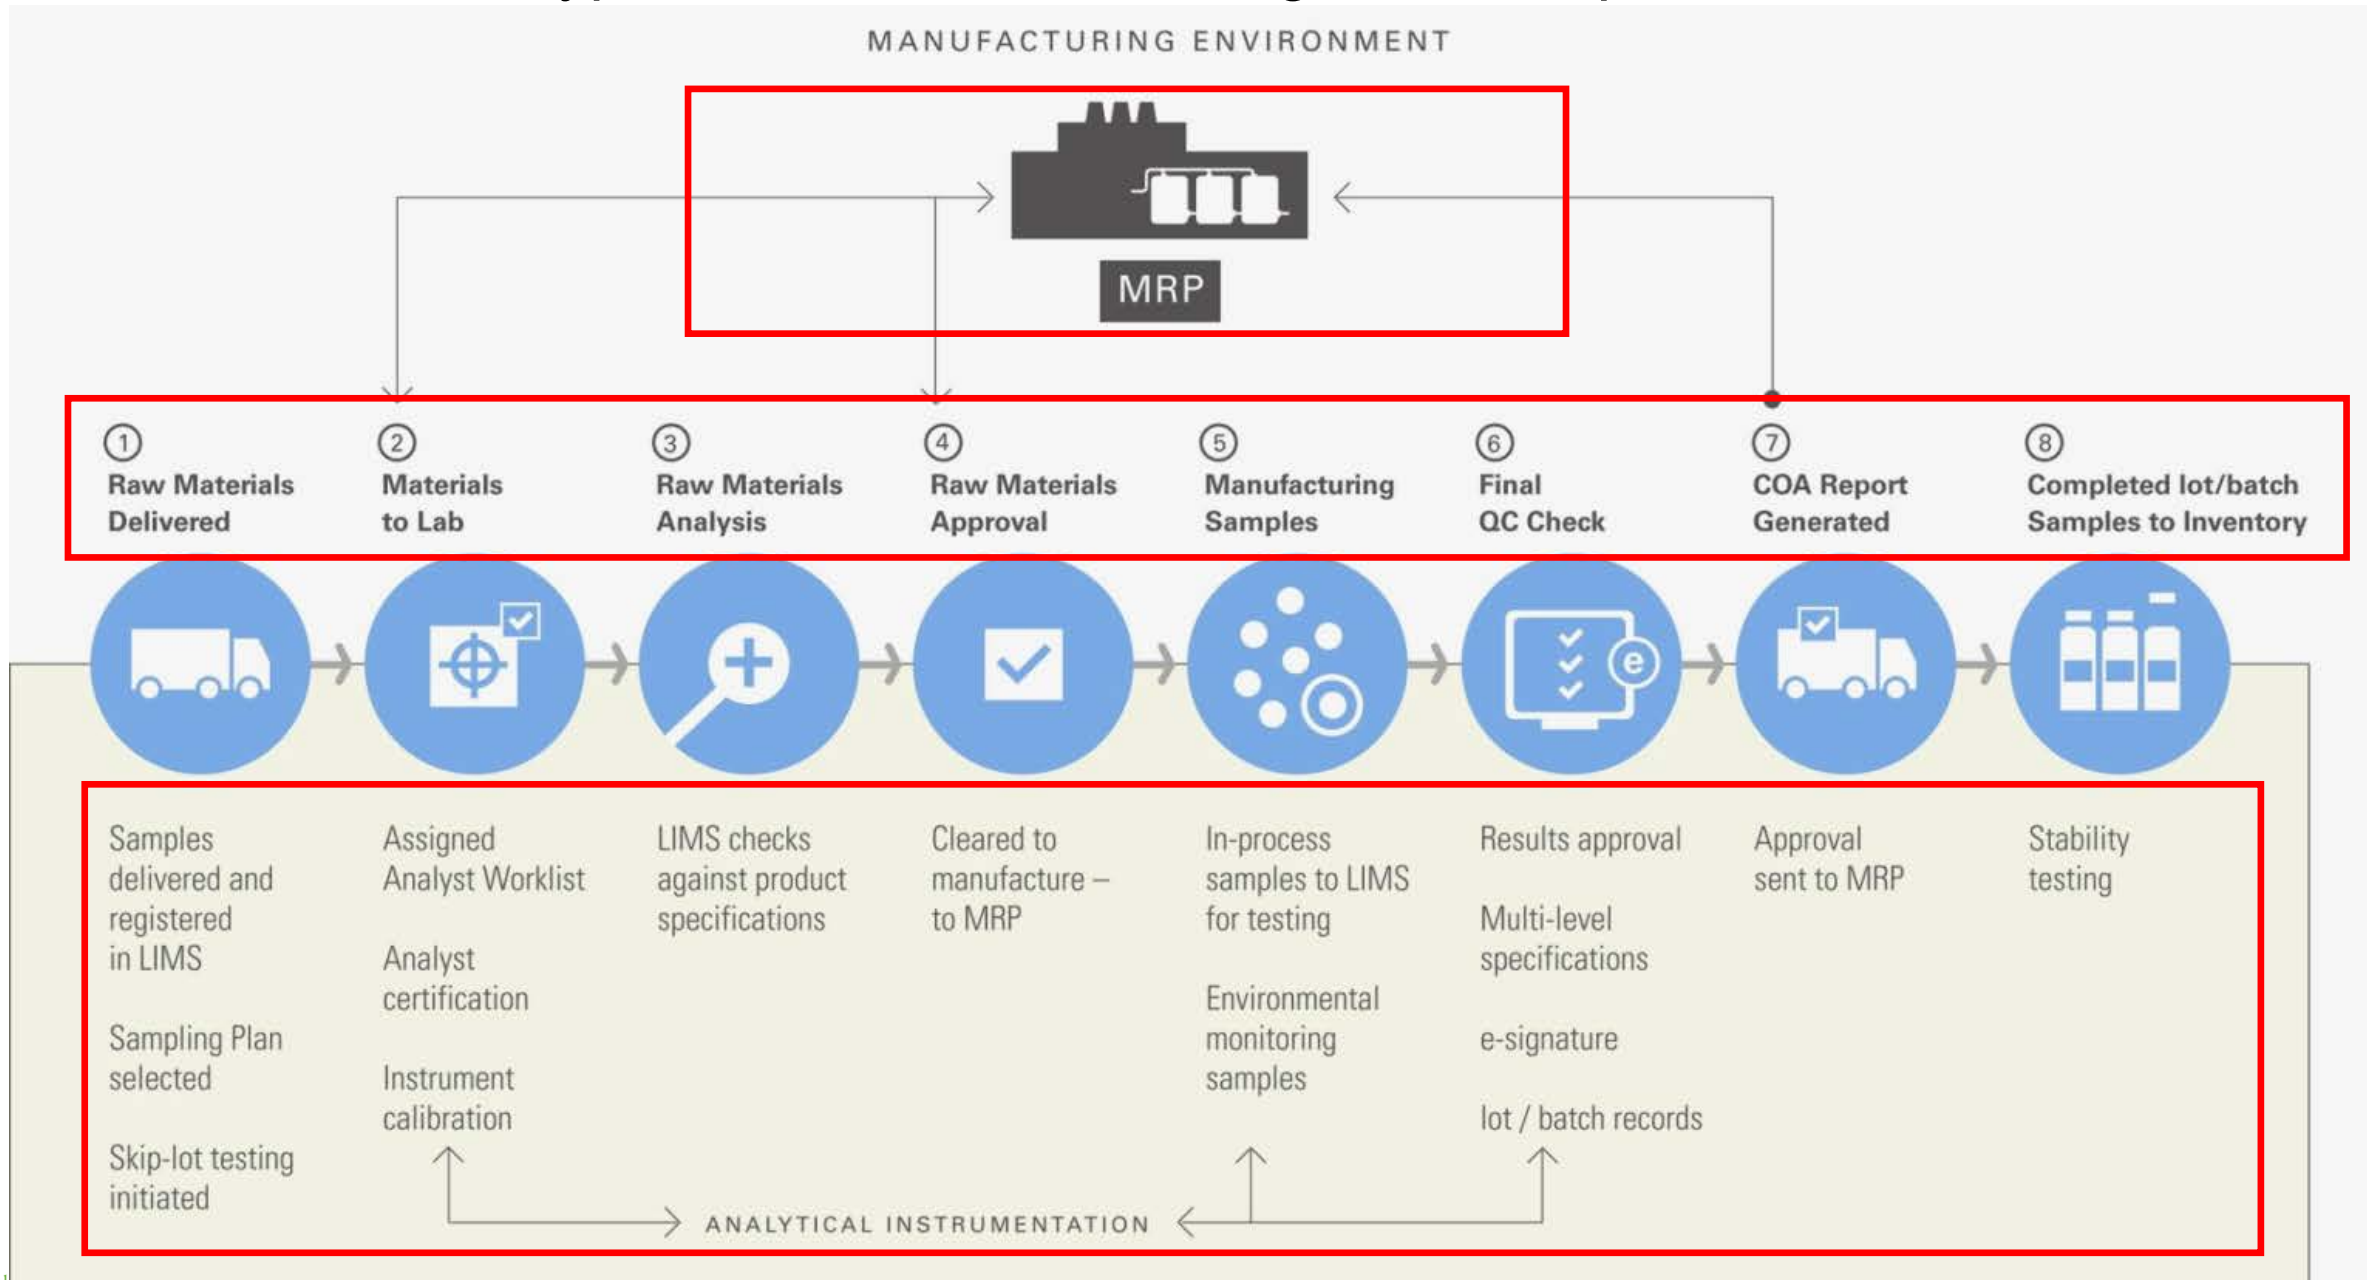 MANUFACTURING ENVIRONMENT
MRP
1
Raw Materials
Delivered
2
Materials
to Lab
3
Raw Materials
Analysis
4
Raw Materials
Approval
5
Manufacturing
Samples
6
Final
QC Check
7
COA Report
Generated
8
Completed lot/batch
Samples to Inventory
e
Samples
delivered and
registered
in LIMS
Sampling Plan
selected
Skip-lot testing
initiated
Assigned
Analyst Worklist
Analyst
certification
Instrument
calibration
LIMS checks
against product
specifications
Cleared to
manufacture –
to MRP
In-process
samples to LIMS
for testing
Environmental
monitoring
samples
Results approval
Multi-level
specifications
e-signature
lot / batch records
Approval
sent to MRP
Stability
testing
ANALYTICAL INSTRUMENTATION